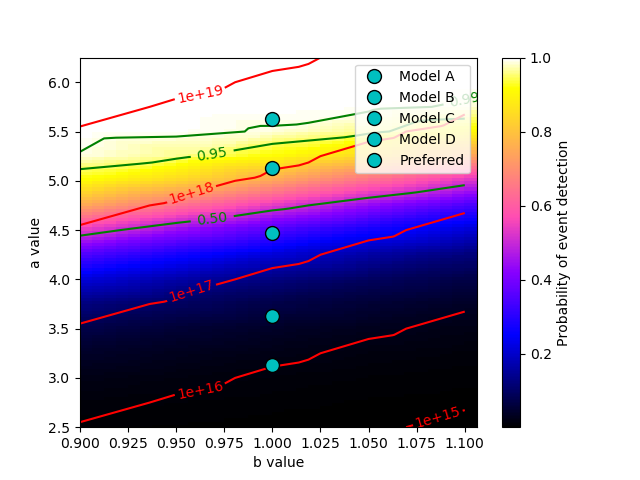 Model A
Model B
Model C
Model D
Preferred
1e+19
0.99
0.95
1e+18
0.50
1e+17
1e+16
1e+15
6.0
5.5
5.0
4.5
4.0
3.5
3.0
2.5
a value
0.900
0.925
0.950
0.975
1.000
1.025
1.050
1.075
1.100
b value
1.0
0.8
0.6
0.4
0.2
Probability of event detection